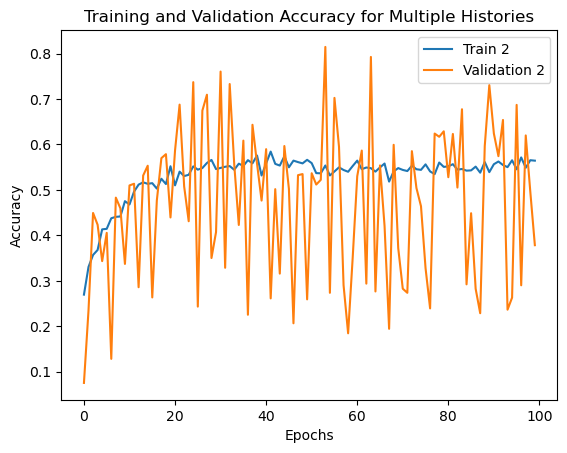 Training and Validation Accuracy for Multiple Histories
Train 2
Validation 2
Accuracy
0.8
0.7
0.6
0.5
0.4
0.3
0.2
0.1
0
20
40
60
80
100
Epochs